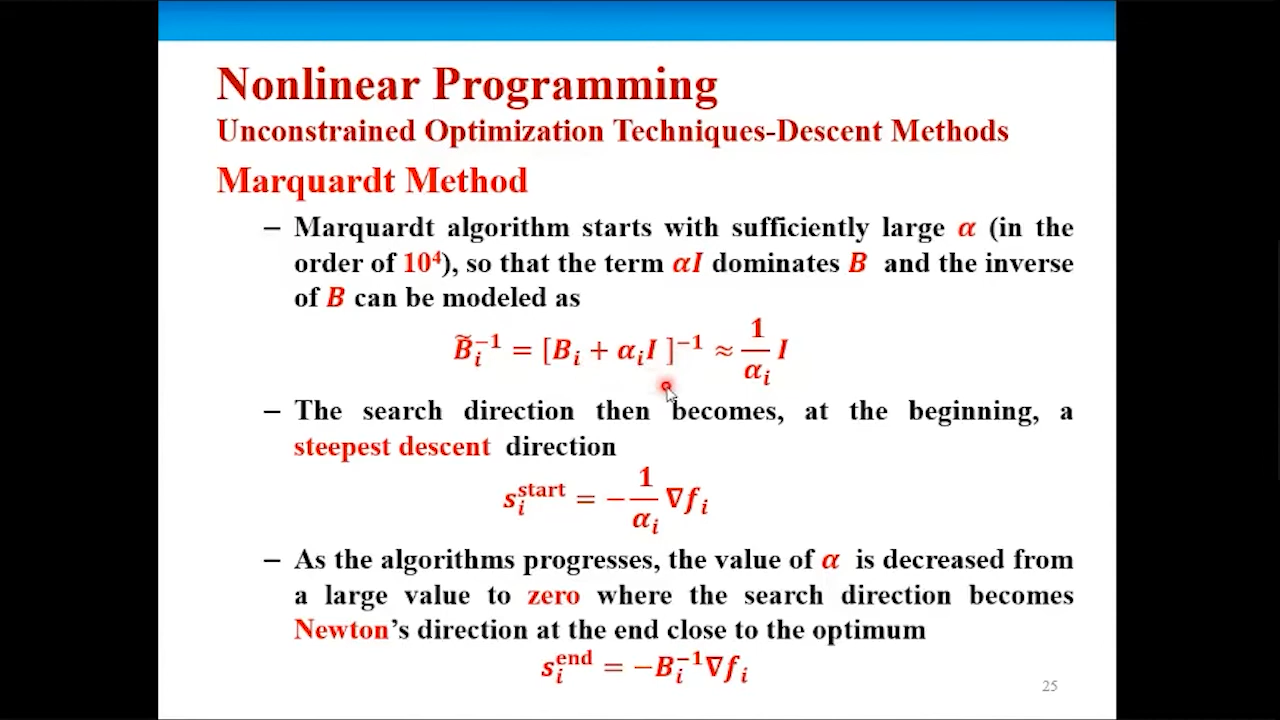 Nonlinear Programming
Unconstrained Optimization Techniques-Descent Methods
Marquardt Method
– Marquardt algorithm starts with sufficiently large α (in the
order of 10⁴), so that the term αI dominates B and the inverse
of B can be modeled as
B̃ᵢ⁻¹ = [Bᵢ + αᵢI ]⁻¹ ≈ 1/αᵢ I
– The search direction then becomes, at the beginning, a
steepest descent direction
sᵢ^start = − 1/αᵢ ∇fᵢ
– As the algorithms progresses, the value of α is decreased from
a large value to zero where the search direction becomes
Newton's direction at the end close to the optimum
sᵢ^end = −Bᵢ⁻¹∇fᵢ
25